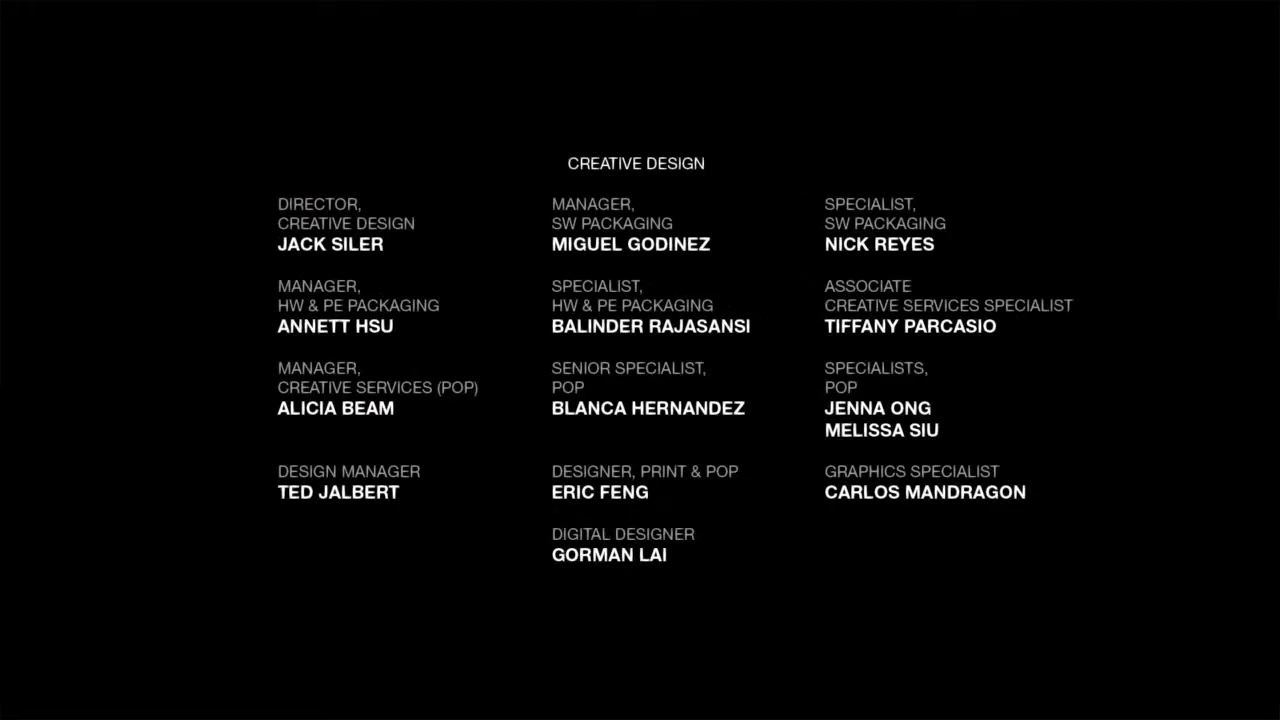 CREATIVE DESIGN
DIRECTOR,
CREATIVE DESIGN
JACK SILER
MANAGER,
SW PACKAGING
MIGUEL GODINEZ
SPECIALIST,
SW PACKAGING
NICK REYES
MANAGER,
HW & PE PACKAGING
ANNETT HSU
SPECIALIST,
HW & PE PACKAGING
BALINDER RAJASANSI
ASSOCIATE
CREATIVE SERVICES SPECIALIST
TIFFANY PARCASIO
MANAGER,
CREATIVE SERVICES (POP)
ALICIA BEAM
SENIOR SPECIALIST,
POP
BLANCA HERNANDEZ
SPECIALISTS,
POP
JENNA ONG
MELISSA SIU
DESIGN MANAGER
TED JALBERT
DESIGNER, PRINT & POP
ERIC FENG
GRAPHICS SPECIALIST
CARLOS MANDRAGON
DIGITAL DESIGNER
GORMAN LAI